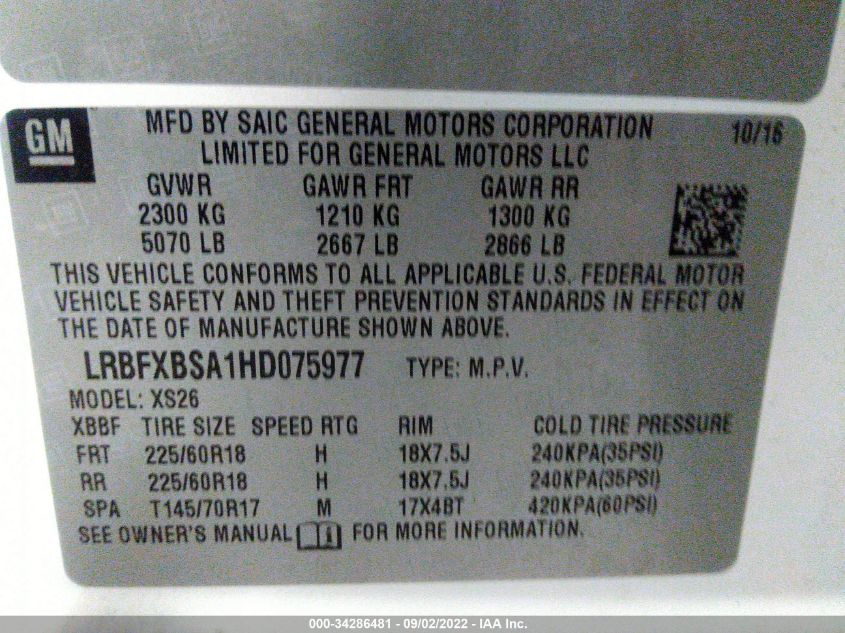 GM
MFD BY SAIC GENERAL MOTORS CORPORATION 10/16
LIMITED FOR GENERAL MOTORS LLC
GVWR GAWR FRT GAWR RR
2300 KG 1210 KG 1300 KG
5070 LB 2667 LB 2866 LB
THIS VEHICLE CONFORMS TO ALL APPLICABLE U.S. FEDERAL MOTOR
VEHICLE SAFETY AND THEFT PREVENTION STANDARDS IN EFFECT ON
THE DATE OF MANUFACTURE SHOWN ABOVE.
LRBFXBSA1HD075977 TYPE: M.P.V.
MODEL: XS26
XBBF TIRE SIZE SPEED RTG RIM COLD TIRE PRESSURE
FRT 225/60R18 H 18X7.5J 240KPA(35PSI)
RR 225/60R18 H 18X7.5J 240KPA(35PSI)
SPA T145/70R17 M 17X4BT 420KPA(60PSI)
SEE OWNER'S MANUAL FOR MORE INFORMATION.
000-34286481 - 09/02/2022 - IAA Inc.